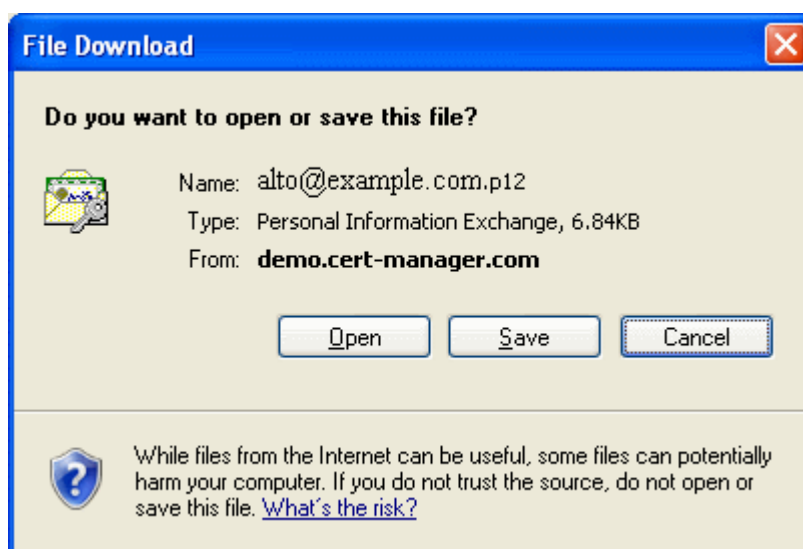 File Download
Do you want to open or save this file?
Name: alto@example.com.p12
Type: Personal Information Exchange, 6.84KB
From: demo.cert-manager.com
Open Save Cancel
While files from the Internet can be useful, some files can potentially
harm your computer. If you do not trust the source, do not open or
save this file. What's the risk?